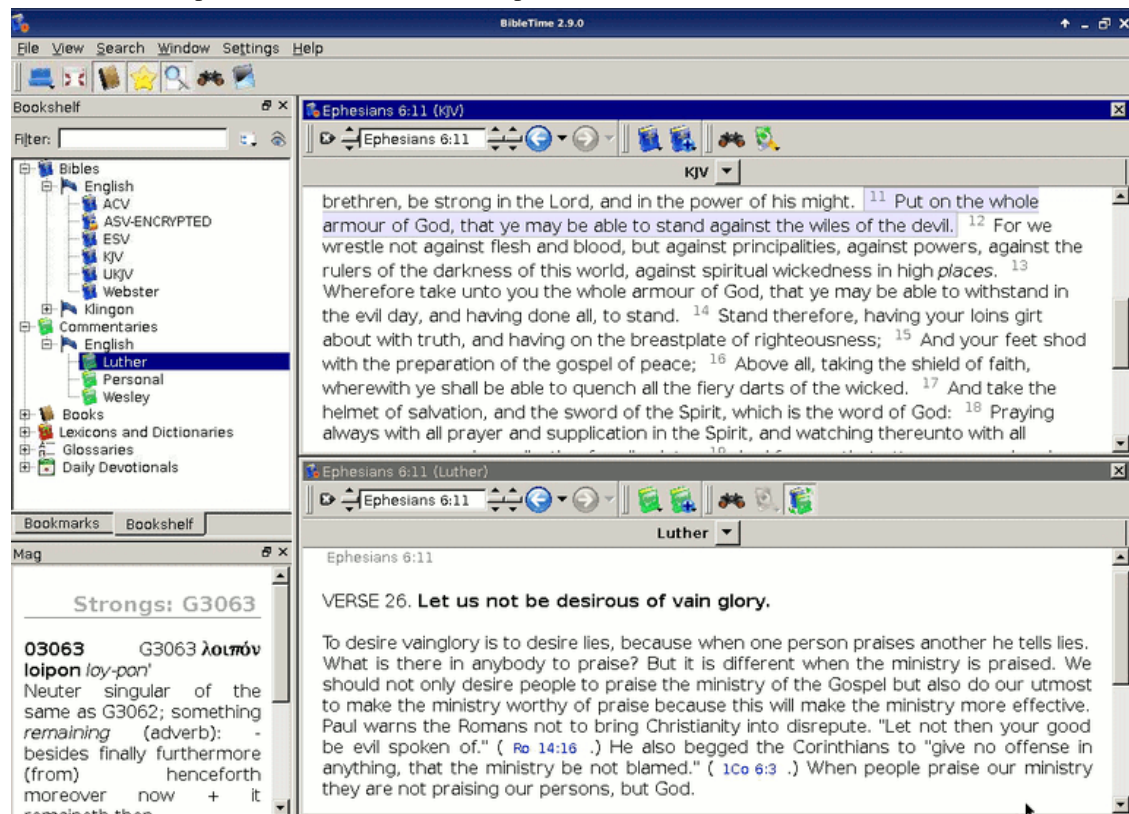 BibleTime 2.9.0
File View Search Window Settings Help
Bookshelf
Filter:
Bibles
English
ACV
ASV-ENCRYPTED
ESV
KJV
UKJV
Webster
Klingon
Commentaries
English
Luther
Personal
Wesley
Books
Lexicons and Dictionaries
Glossaries
Daily Devotionals
Bookmarks Bookshelf
Mag
Strongs: G3063
03063 G3063 λοιπόν
loipon loy-pon'
Neuter singular of the
same as G3062; something
remaining (adverb): -
besides finally furthermore
(from) henceforth
moreover now + it
remaineth then
Ephesians 6:11 (KJV)
Ephesians 6:11
KJV
brethren, be strong in the Lord, and in the power of his might. 11 Put on the whole
armour of God, that ye may be able to stand against the wiles of the devil. 12 For we
wrestle not against flesh and blood, but against principalities, against powers, against the
rulers of the darkness of this world, against spiritual wickedness in high places. 13
Wherefore take unto you the whole armour of God, that ye may be able to withstand in
the evil day, and having done all, to stand. 14 Stand therefore, having your loins girt
about with truth, and having on the breastplate of righteousness; 15 And your feet shod
with the preparation of the gospel of peace; 16 Above all, taking the shield of faith,
wherewith ye shall be able to quench all the fiery darts of the wicked. 17 And take the
helmet of salvation, and the sword of the Spirit, which is the word of God: 18 Praying
always with all prayer and supplication in the Spirit, and watching thereunto with all
Ephesians 6:11 (Luther)
Ephesians 6:11
Luther
Ephesians 6:11
VERSE 26. Let us not be desirous of vain glory.
To desire vainglory is to desire lies, because when one person praises another he tells lies.
What is there in anybody to praise? But it is different when the ministry is praised. We
should not only desire people to praise the ministry of the Gospel but also do our utmost
to make the ministry worthy of praise because this will make the ministry more effective.
Paul warns the Romans not to bring Christianity into disrepute. "Let not then your good
be evil spoken of." ( Ro 14:16 .) He also begged the Corinthians to "give no offense in
anything, that the ministry be not blamed." ( 1Co 6:3 .) When people praise our ministry
they are not praising our persons, but God.